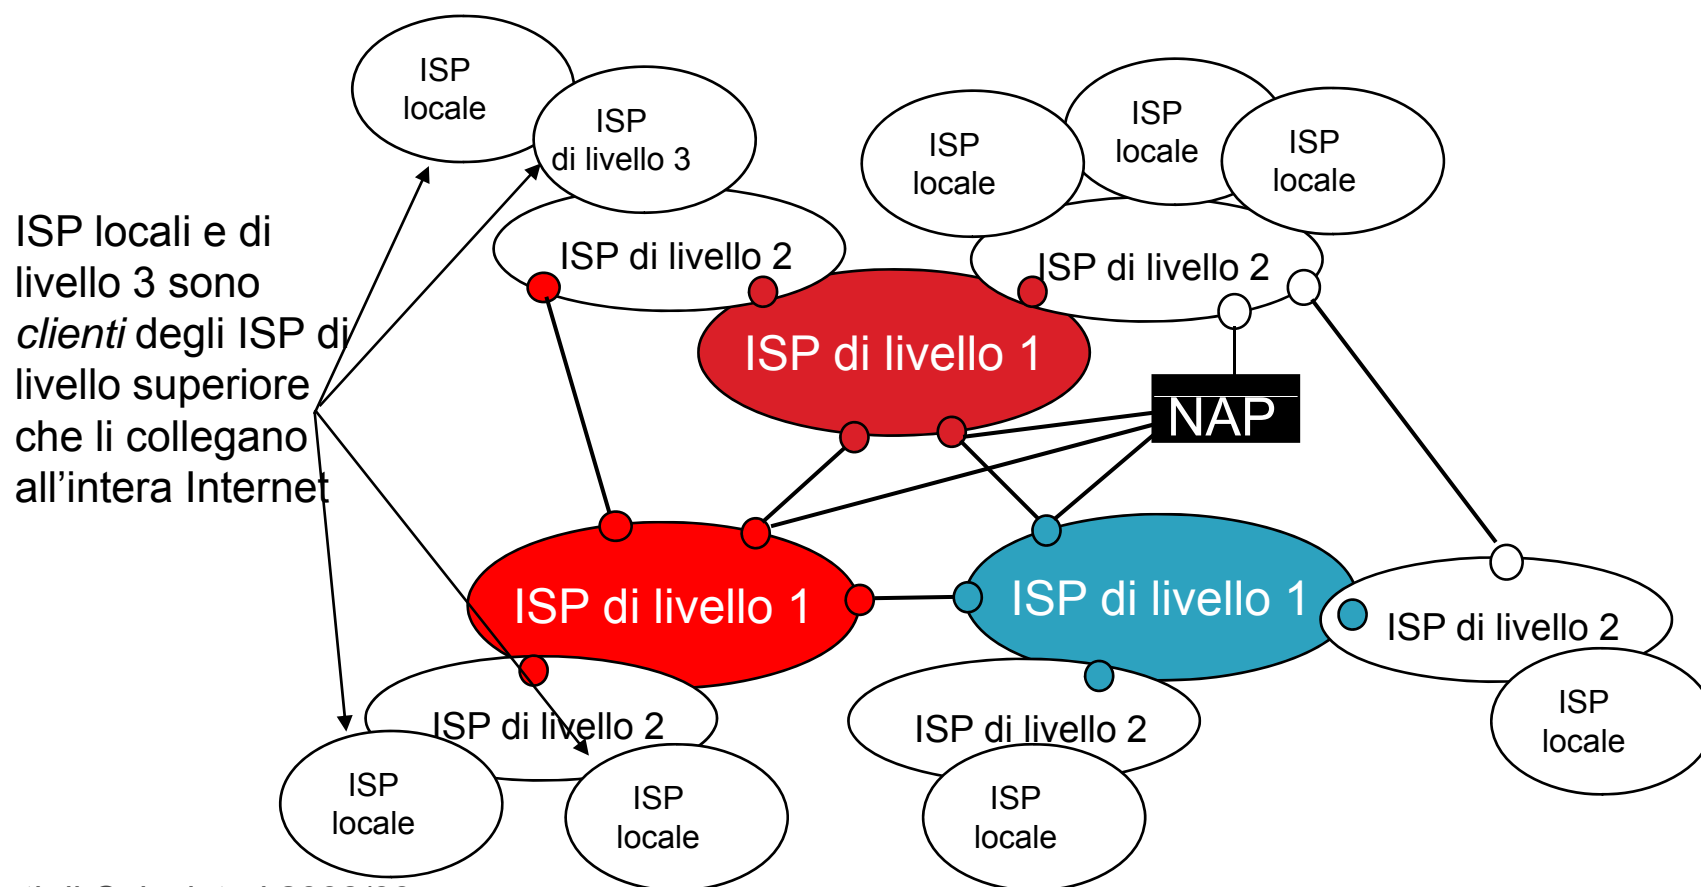 ISP
locale
ISP
di livello 3
ISP
locale
ISP
locale
ISP
locale
ISP locali e di
livello 3 sono
clienti degli ISP di
livello superiore
che li collegano
all’intera Internet
ISP di livello 2
ISP di livello 2
ISP di livello 1
NAP
ISP di livello 1
ISP di livello 1
ISP di livello 2
ISP di livello 2
ISP di livello 2
ISP
locale
ISP
locale
ISP
locale
ISP
locale